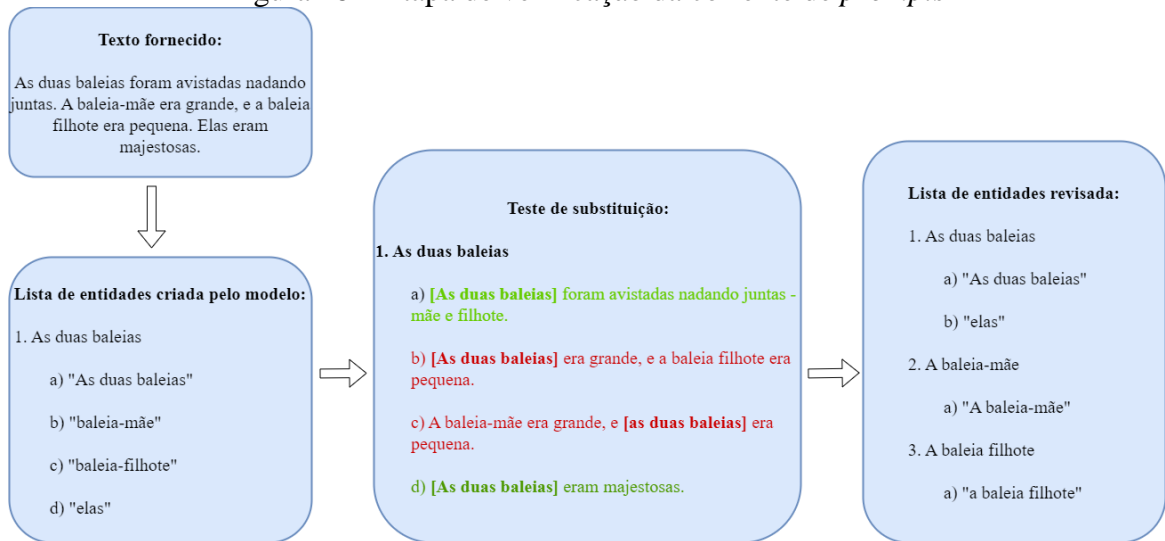 Texto fornecido:
As duas baleias foram avistadas nadando
juntas. A baleia-mãe era grande, e a baleia
filhote era pequena. Elas eram
majestosas.
Lista de entidades criada pelo modelo:
1. As duas baleias
a) "As duas baleias"
b) "baleia-mãe"
c) "baleia-filhote"
d) "elas"
Teste de substituição:
1. As duas baleias
a) [As duas baleias] foram avistadas nadando juntas -
mãe e filhote.
b) [As duas baleias] era grande, e a baleia filhote era
pequena.
c) A baleia-mãe era grande, e [as duas baleias] era
pequena.
d) [As duas baleias] eram majestosas.
Lista de entidades revisada:
1. As duas baleias
a) "As duas baleias"
b) "elas"
2. A baleia-mãe
a) "A baleia-mãe"
3. A baleia filhote
a) "a baleia filhote"